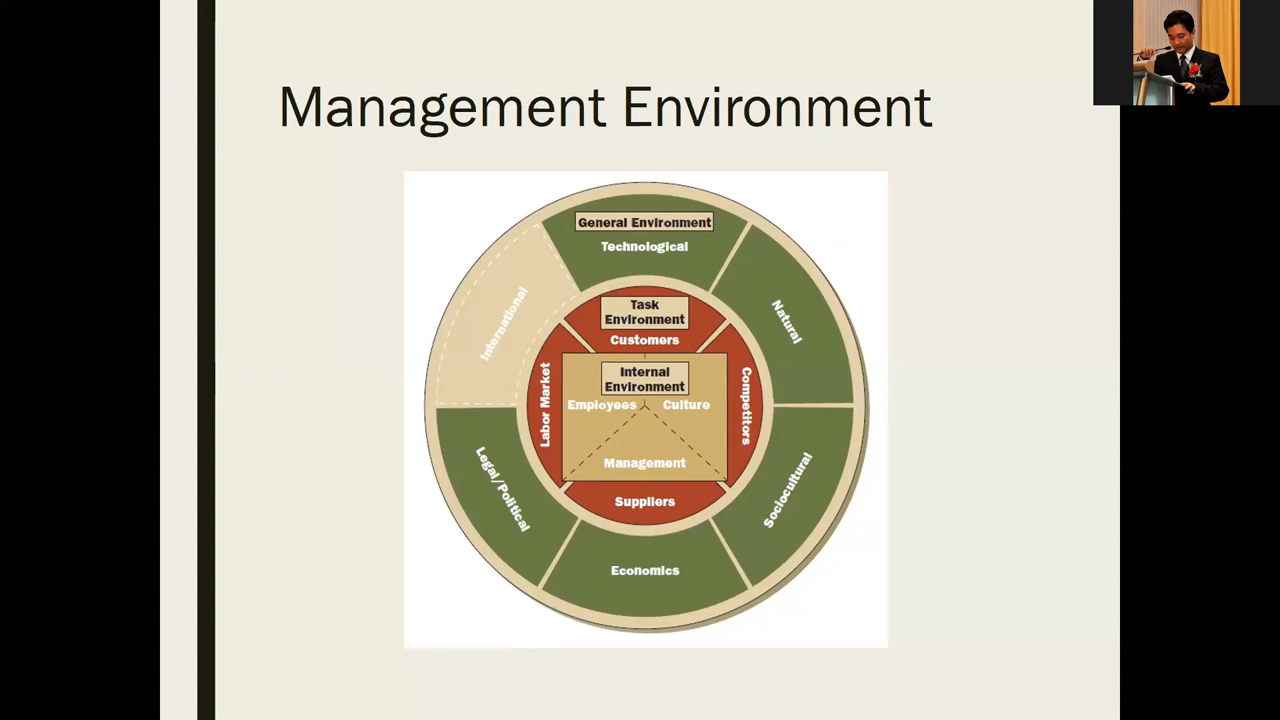 Management Environment
General Environment
Technological
International
Natural
Task
Environment
Customers
Labor Market
Competitors
Internal
Environment
Employees
Culture
Management
Suppliers
Legal/Political
Sociocultural
Economics